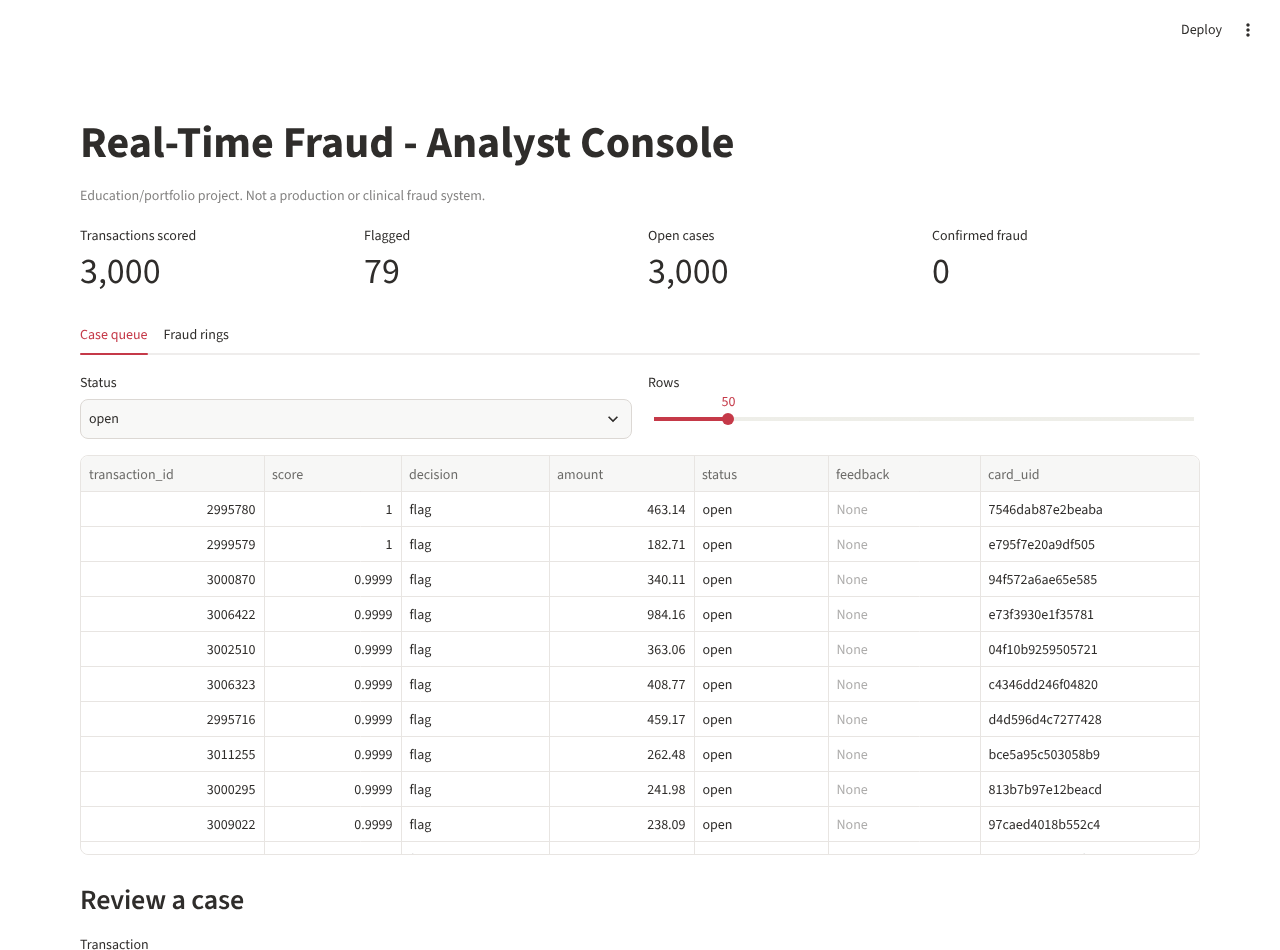 Deploy
Real-Time Fraud - Analyst Console
Education/portfolio project. Not a production or clinical fraud system.
Transactions scored Flagged Open cases Confirmed fraud
3,000 79 3,000 0
Case queue Fraud rings
Status Rows
50
open
transaction_id score decision amount status feedback card_uid
2995780 1 flag 463.14 open None 7546dab87e2beaba
2999579 1 flag 182.71 open None e795f7e20a9df505
3000870 0.9999 flag 340.11 open None 94f572a6ae65e585
3006422 0.9999 flag 984.16 open None e73f3930e1f35781
3002510 0.9999 flag 363.06 open None 04f10b9259505721
3006323 0.9999 flag 408.77 open None c4346dd246f04820
2995716 0.9999 flag 459.17 open None d4d596d4c7277428
3011255 0.9999 flag 262.48 open None bce5a95c503058b9
3000295 0.9999 flag 241.98 open None 813b7b97e12beacd
3009022 0.9999 flag 238.09 open None 97caed4018b552c4
Review a case
Transaction